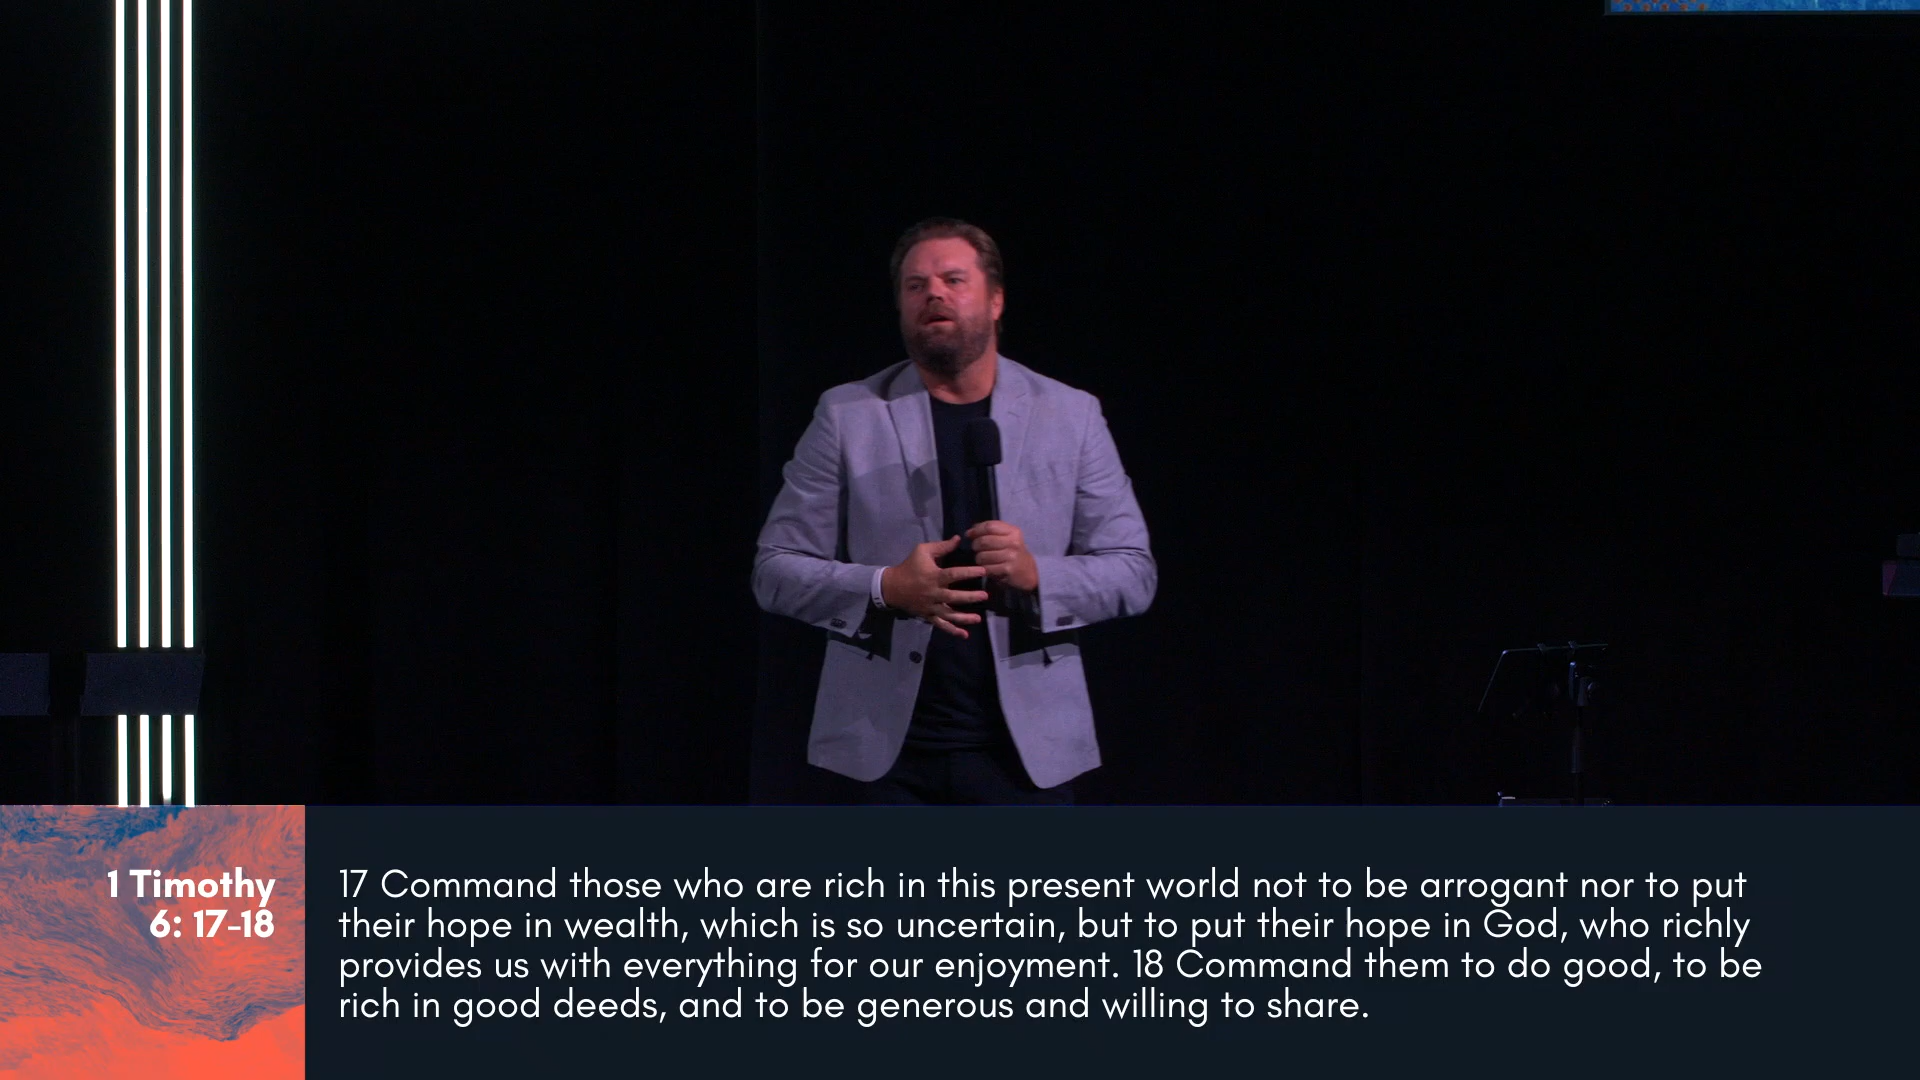 1 Timothy
6: 17-18
17 Command those who are rich in this present world not to be arrogant nor to put
their hope in wealth, which is so uncertain, but to put their hope in God, who richly
provides us with everything for our enjoyment. 18 Command them to do good, to be
rich in good deeds, and to be generous and willing to share.